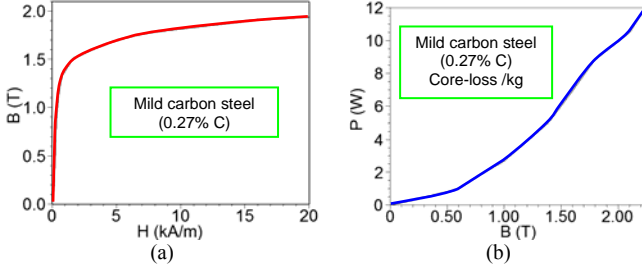 2.0
1.5
1.0
0.5
0.0
B (T)
Mild carbon steel
(0.27% C)
0
5
10
15
20
H (kA/m)
(a)
12
10
8
6
4
2
0
P (W)
Mild carbon steel
(0.27% C)
Core-loss /kg
0
0.50
1.00
1.50
2.00
B (T)
(b)